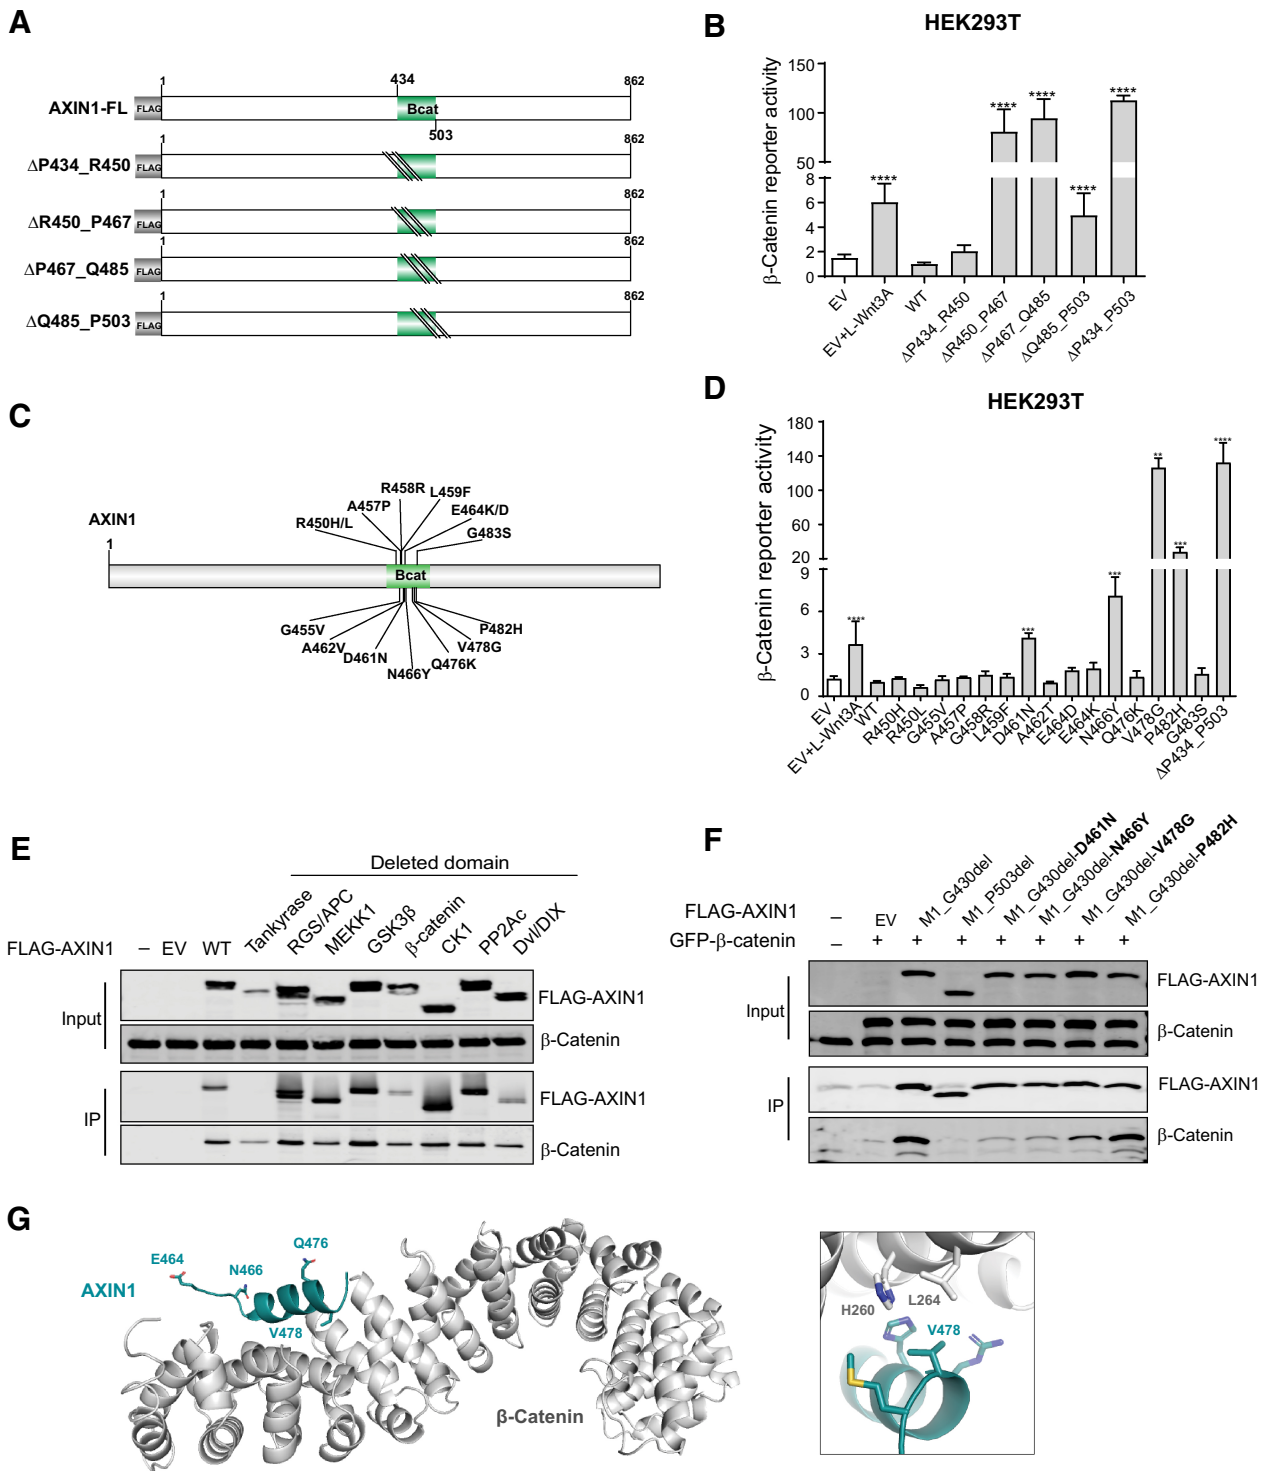 A
1
434
862
AXIN1-FL
FLAG
Bcat
503
1
862
ΔP434_R450
FLAG
1
862
ΔR450_P467
FLAG
1
862
ΔP467_Q485
FLAG
1
862
ΔQ485_P503
FLAG
B
HEK293T
β-Catenin reporter activity
150
100
50
8
6
4
2
0
****
****
****
****
****
EV
EV+L-Wnt3A
WT
ΔP434_R450
ΔR450_P467
ΔP467_Q485
ΔQ485_P503
ΔP434_P503
C
AXIN1
1
R450H/L
A457P
R458R
L459F
E464K/D
G483S
Bcat
G455V
A462V
D461N
N466Y
Q476K
V478G
P482H
D
HEK293T
β-Catenin reporter activity
180
140
100
60
20
9
6
3
0
****
***
***
**
***
****
EV
EV+L-Wnt3A
WT
R450H
R450L
G455V
A457P
G458R
L459F
D461N
A462T
E464D
E464K
N466Y
Q476K
V478G
P482H
G483S
ΔP434_P503
E
Deleted domain
FLAG-AXIN1
–
EV
WT
Tankyrase
RGS/APC
MEKK1
GSK3β
β-catenin
CK1
PP2Ac
Dvl/DIX
Input
FLAG-AXIN1
β-Catenin
IP
FLAG-AXIN1
β-Catenin
F
FLAG-AXIN1
–
EV
M1_G430del
M1_P503del
M1_G430del-D461N
M1_G430del-N466Y
M1_G430del-V478G
M1_G430del-P482H
GFP-β-catenin
– + + + + + + +
Input
FLAG-AXIN1
β-Catenin
IP
FLAG-AXIN1
β-Catenin
G
AXIN1
E464
N466
Q476
V478
β-Catenin
H260
L264
V478